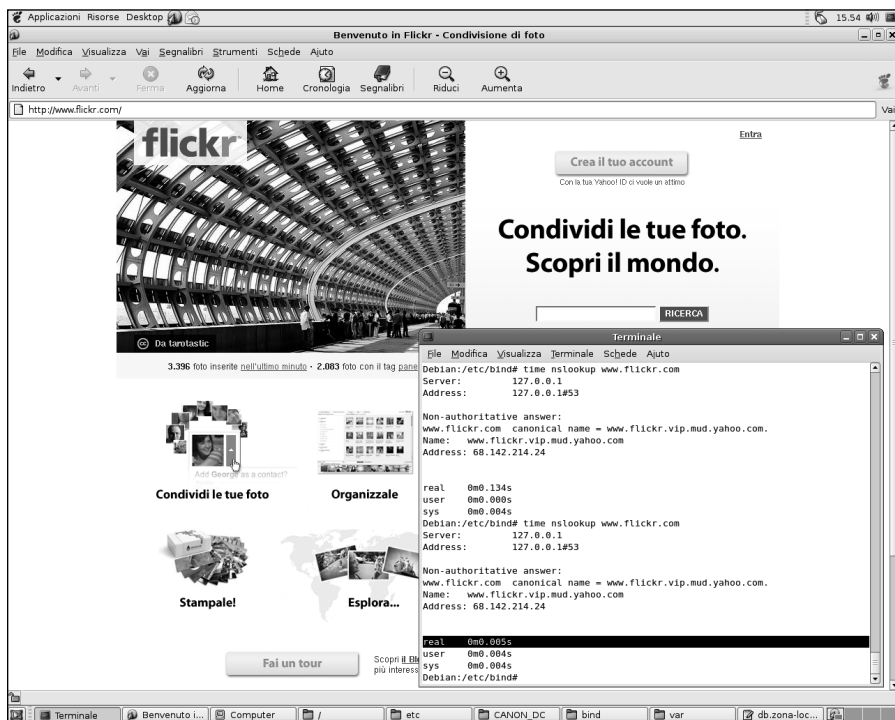 Applicazioni Risorse Desktop 15.54
Benvenuto in Flickr - Condivisione di foto
File Modifica Visualizza Vai Segnalibri Strumenti Schede Aiuto
Indietro Avanti Ferma Aggiorna Home Cronologia Segnalibri Riduci Aumenta
http://www.flickr.com/ Vai
flickr
Entra
Crea il tuo account
Con la tua Yahoo! ID ci vuole un attimo
Condividi le tue foto.
Scopri il mondo.
RICERCA
cc Da tarotastic
3.396 foto inserite nell'ultimo minuto · 2.083 foto con il tag pane
Add George as a contact?
Condividi le tue foto
Organizzale
Stampale!
Esplora...
Fai un tour
Scopri il Bl
più interess
Terminale
File Modifica Visualizza Terminale Schede Aiuto
Debian:/etc/bind# time nslookup www.flickr.com
Server: 127.0.0.1
Address: 127.0.0.1#53
Non-authoritative answer:
www.flickr.com canonical name = www.flickr.vip.mud.yahoo.com.
Name: www.flickr.vip.mud.yahoo.com
Address: 68.142.214.24
real 0m0.134s
user 0m0.000s
sys 0m0.004s
Debian:/etc/bind# time nslookup www.flickr.com
Server: 127.0.0.1
Address: 127.0.0.1#53
Non-authoritative answer:
www.flickr.com canonical name = www.flickr.vip.mud.yahoo.com.
Name: www.flickr.vip.mud.yahoo.com
Address: 68.142.214.24
real 0m0.005s
user 0m0.004s
sys 0m0.004s
Debian:/etc/bind#
Terminale Benvenuto i... Computer / etc CANON_DC bind var db.zona-loc...